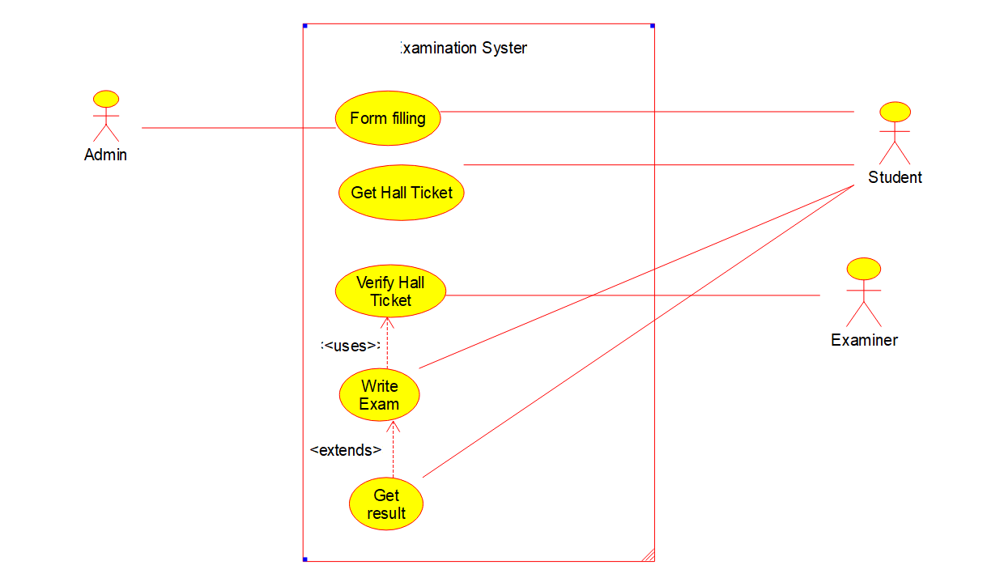 xamination Syster
Form filling
Admin
Student
Get Hall Ticket
Verify Hall
Ticket
Examiner
<<uses>>
Write
Exam
<extends>
Get
result